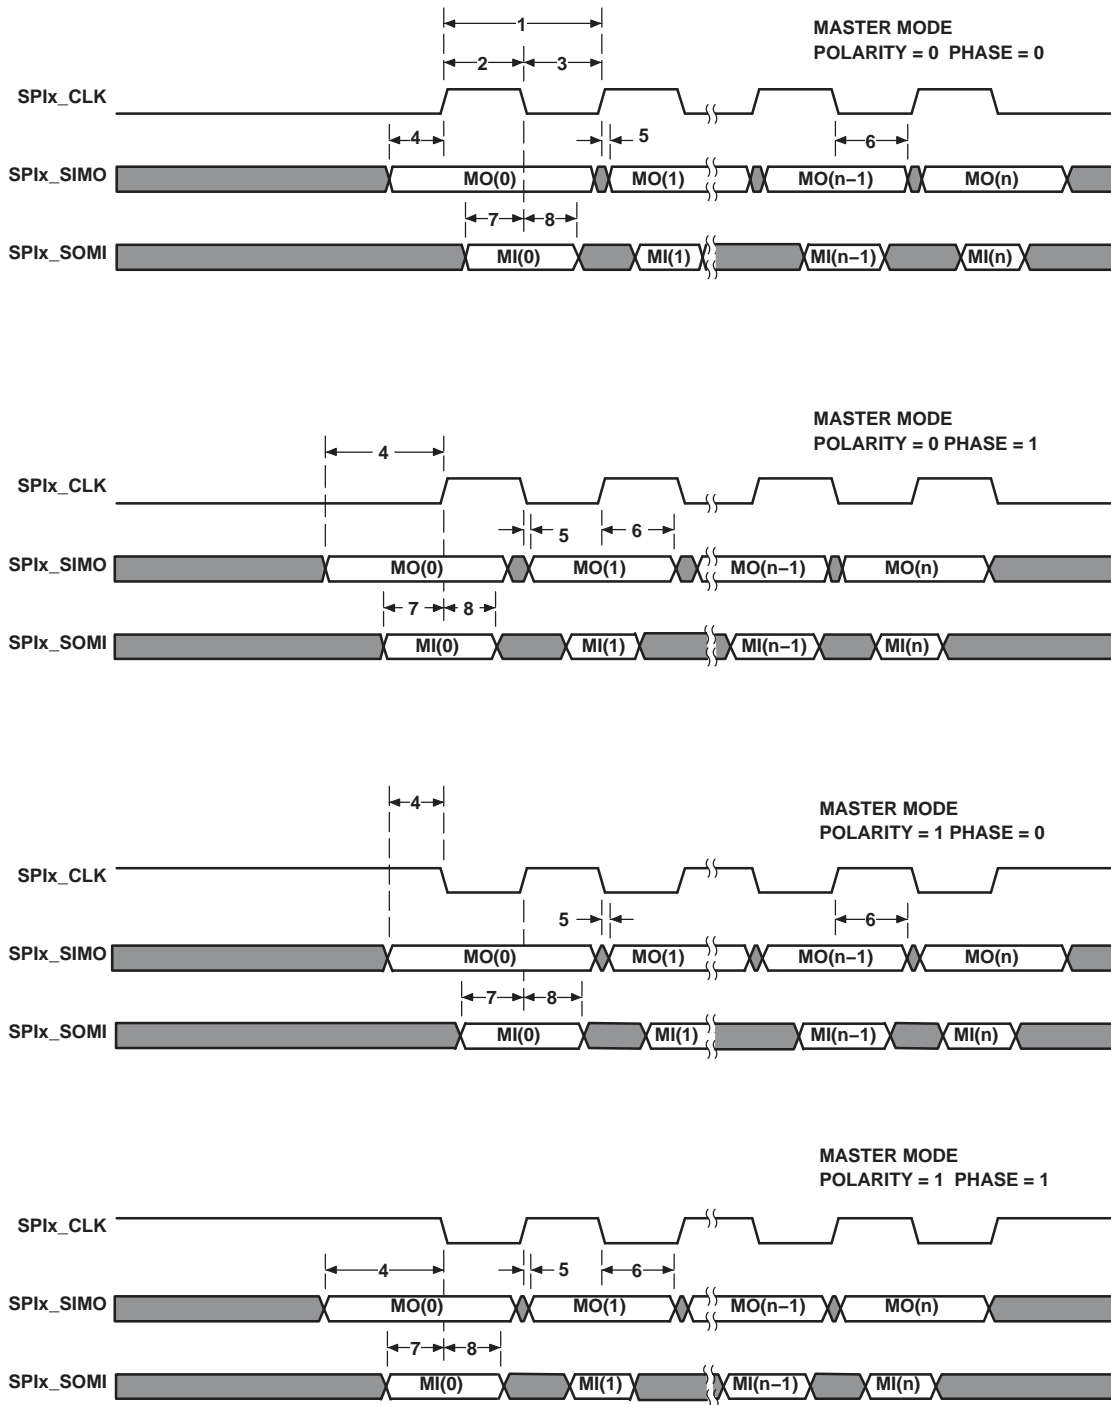 1
MASTER MODE
POLARITY = 0 PHASE = 0
2 3
SPIx_CLK
4 5 6
SPIx_SIMO MO(0) MO(1) MO(n−1) MO(n)
7 8
SPIx_SOMI MI(0) MI(1) MI(n−1) MI(n)
MASTER MODE
POLARITY = 0 PHASE = 1
4
SPIx_CLK
5 6
SPIx_SIMO MO(0) MO(1) MO(n−1) MO(n)
7 8
SPIx_SOMI MI(0) MI(1) MI(n−1) MI(n)
4
MASTER MODE
POLARITY = 1 PHASE = 0
SPIx_CLK
5 6
SPIx_SIMO MO(0) MO(1) MO(n−1) MO(n)
7 8
SPIx_SOMI MI(0) MI(1) MI(n−1) MI(n)
MASTER MODE
POLARITY = 1 PHASE = 1
SPIx_CLK
4 5 6
SPIx_SIMO MO(0) MO(1) MO(n−1) MO(n)
7 8
SPIx_SOMI MI(0) MI(1) MI(n−1) MI(n)